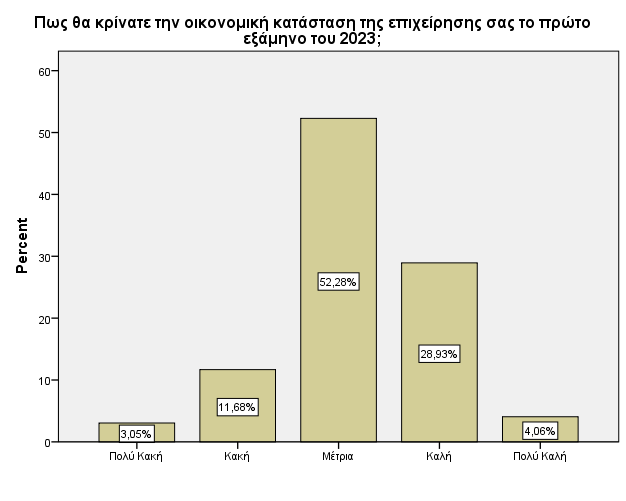 Πως θα κρίνατε την οικονομική κατάσταση της επιχείρησης σας το πρώτο
εξάμηνο του 2023;
Percent
60
50
40
30
20
10
0
3,05%
11,68%
52,28%
28,93%
4,06%
Πολύ Κακή
Κακή
Μέτρια
Καλή
Πολύ Καλή